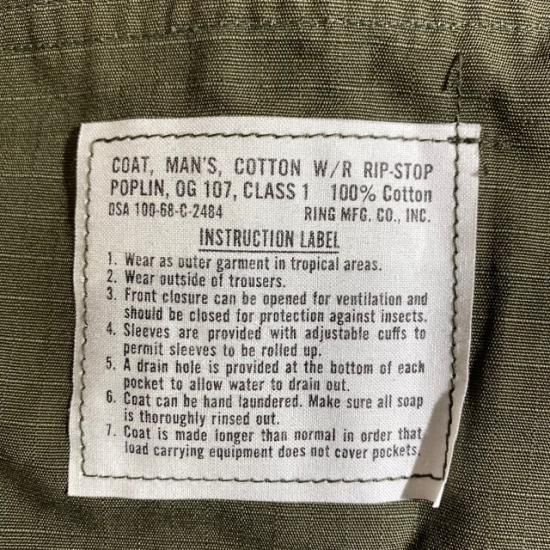 COAT, MAN'S, COTTON W/R RIP-STOP
POPLIN, OG 107, CLASS 1 100% Cotton
DSA 100-68-C-2484 RING MFG. CO., INC.
INSTRUCTION LABEL
1. Wear as outer garment in tropical areas.
2. Wear outside of trousers.
3. Front closure can be opened for ventilation and
should be closed for protection against insects.
4. Sleeves are provided with adjustable cuffs to
permit sleeves to be rolled up.
5. A drain hole is provided at the bottom of each
pocket to allow water to drain out.
6. Coat can be hand laundered. Make sure all soap
is thoroughly rinsed out.
7. Coat is made longer than normal in order that
load carrying equipment does not cover pockets.